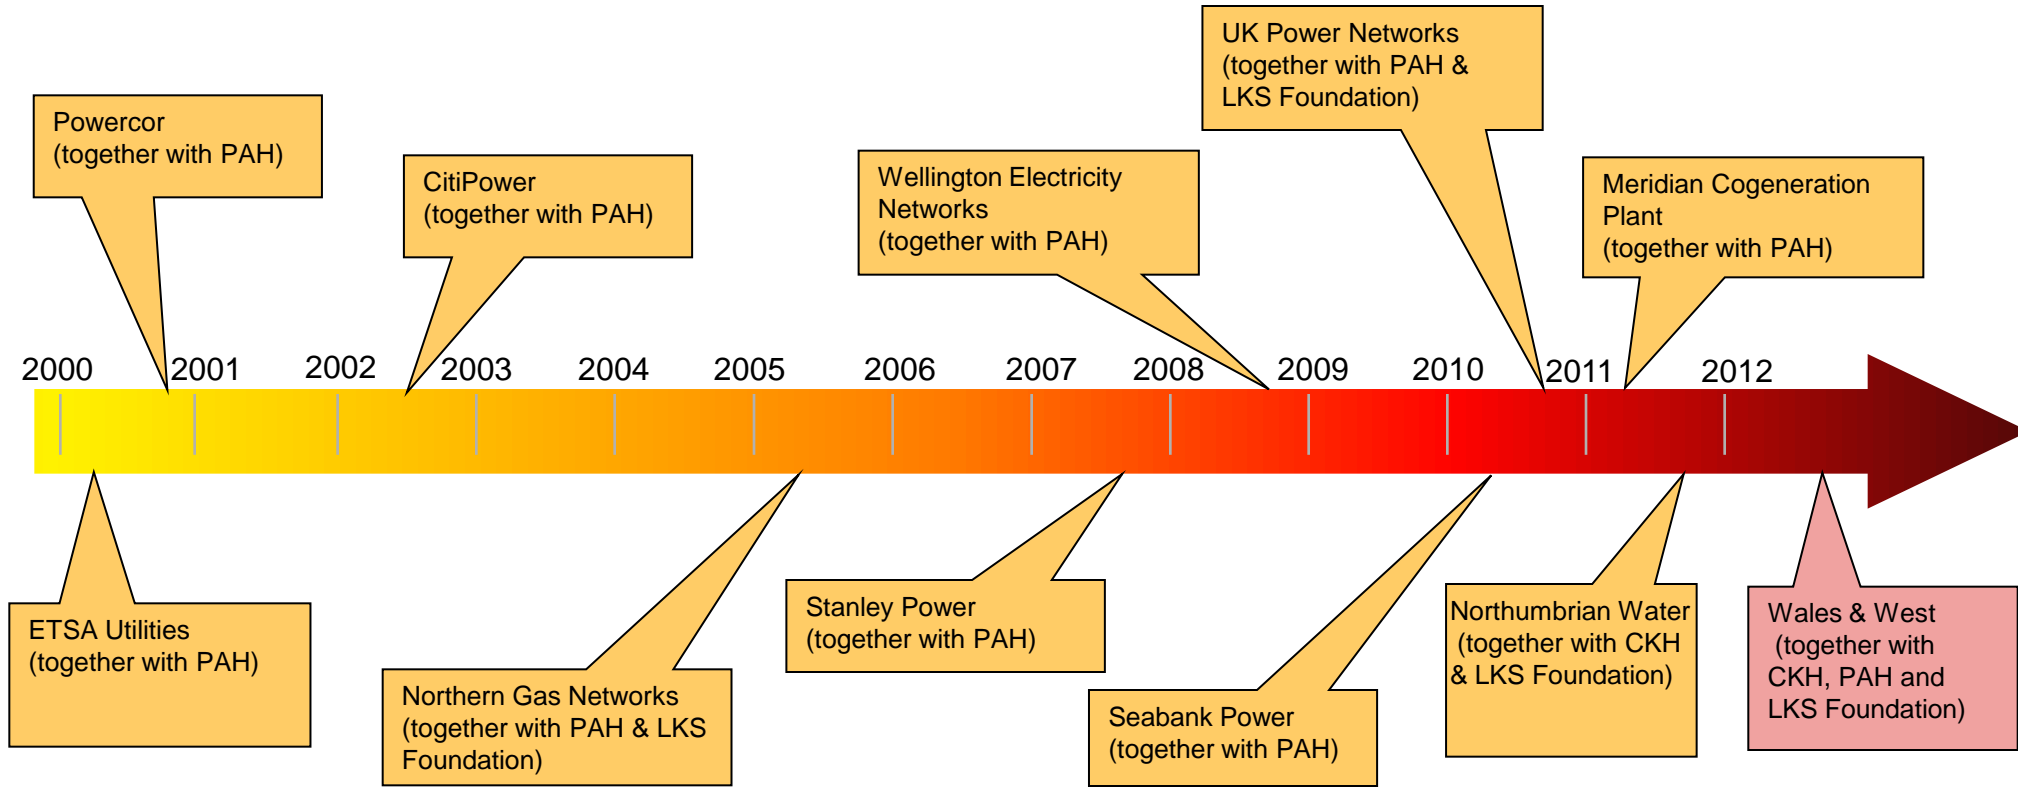 UK Power Networks
(together with PAH &
LKS Foundation)
Powercor
(together with PAH)
CitiPower
(together with PAH)
Wellington Electricity
Networks
(together with PAH)
Meridian Cogeneration
Plant
(together with PAH)
2000 2001 2002 2003 2004 2005 2006 2007 2008 2009 2010 2011 2012
ETSA Utilities
(together with PAH)
Northern Gas Networks
(together with PAH & LKS
Foundation)
Stanley Power
(together with PAH)
Seabank Power
(together with PAH)
Northumbrian Water
(together with CKH
& LKS Foundation)
Wales & West
(together with
CKH, PAH and
LKS Foundation)